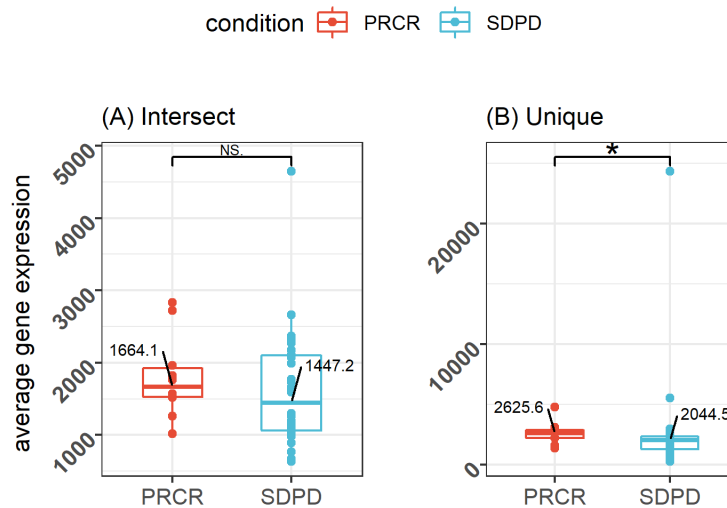 condition PRCR SDPD
(A) Intersect
(B) Unique
average gene expression
5000
4000
3000
2000
1000
NS.
1664.1
1447.2
PRCR SDPD
20000
10000
0
*
2625.6
2044.5
PRCR SDPD